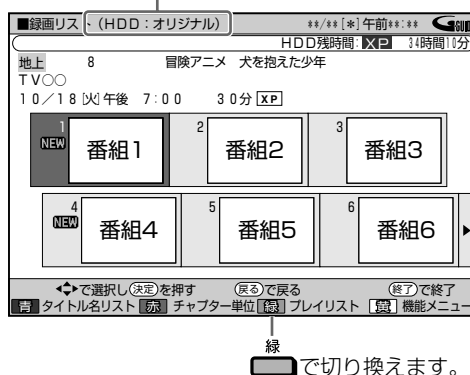 ■録画リスト（HDD：オリジナル） **/**[*]午前**:** GGUIDE
HDD残時間: XP 34時間10分
地上 8 冒険アニメ 犬を抱えた少年
TV○○
10／18[火]午後 7:00 30分 XP
1 NEW 番組1
2 番組2
3 番組3
4 NEW 番組4
5 番組5
6 番組6
で選択し決定を押す 戻るで戻る 終了で終了
青 タイトル名リスト 赤 チャプター単位 緑 プレイリスト 黄 機能メニュー
緑
で切り換えます。